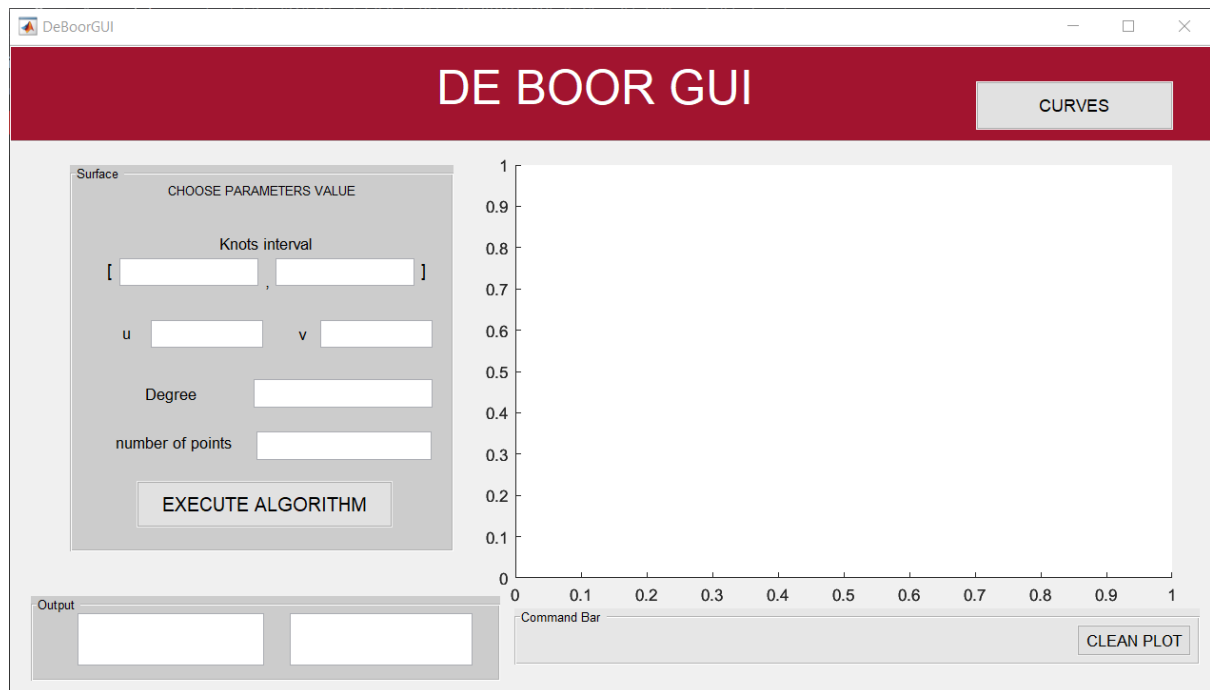 DeBoorGUI
DE BOOR GUI
CURVES
Surface
CHOOSE PARAMETERS VALUE
Knots interval
[ , ]
u v
Degree
number of points
EXECUTE ALGORITHM
Output
1
0.9
0.8
0.7
0.6
0.5
0.4
0.3
0.2
0.1
0
0 0.1 0.2 0.3 0.4 0.5 0.6 0.7 0.8 0.9 1
Command Bar
CLEAN PLOT